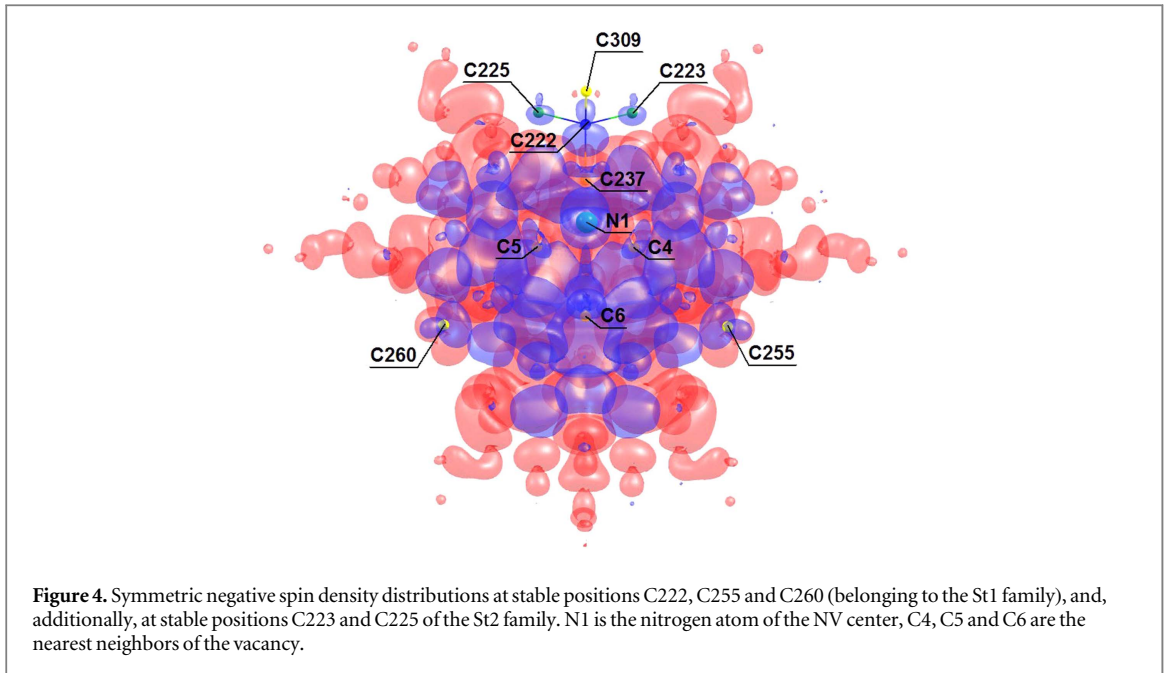 C309
C225
C223
C222
C237
N1
C5
C4
C6
C260
C255
Figure 4. Symmetric negative spin density distributions at stable positions C222, C255 and C260 (belonging to the St1 family), and,
additionally, at stable positions C223 and C225 of the St2 family. N1 is the nitrogen atom of the NV center, C4, C5 and C6 are the
nearest neighbors of the vacancy.